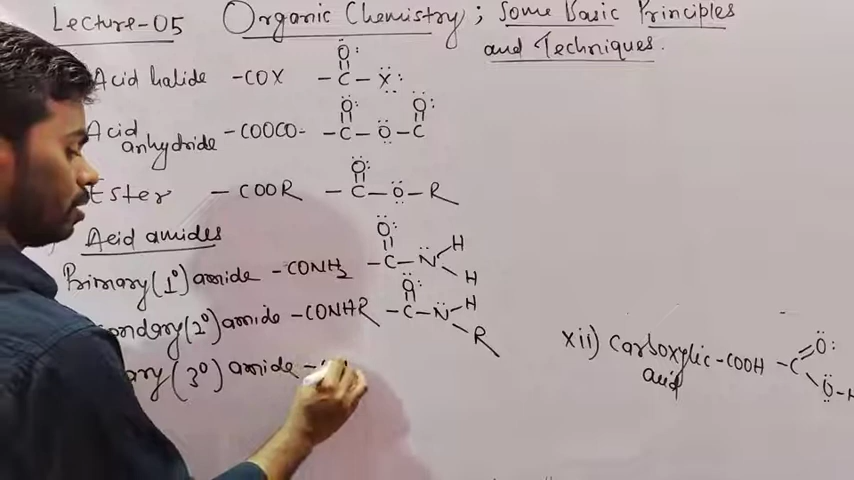 Lecture-05 Organic Chemistry; Some Basic Principles
and Techniques.
Acid halide -COX -C-X:
Acid anhydride -COOCO- -C-O-C
Ester -COOR -C-O-R
Acid amides
Primary (1°) amide -CONH2 -C-N-H
H
(2°) amide -CONHR -C-N-H
R
(3°) amide -
xii) Carboxylic acid -COOH -C=O
O-H